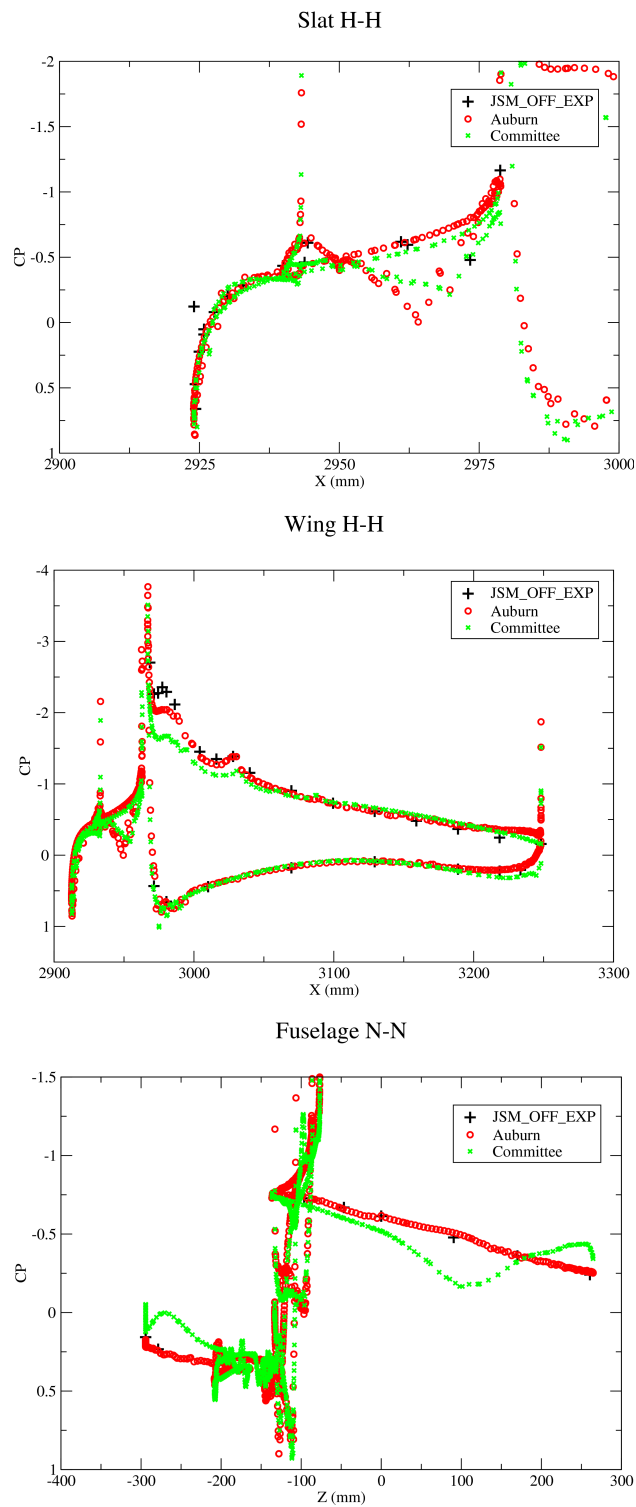 Slat H-H
-2
-1.5
-1
-0.5
0
0.5
1
CP
JSM_OFF_EXP
Auburn
Committee
2900 2925 2950 2975 3000
X (mm)
Wing H-H
-4
-3
-2
-1
0
1
CP
JSM_OFF_EXP
Auburn
Committee
2900 3000 3100 3200 3300
X (mm)
Fuselage N-N
-1.5
-1
-0.5
0
0.5
1
CP
JSM_OFF_EXP
Auburn
Committee
-400 -300 -200 -100 0 100 200 300
Z (mm)